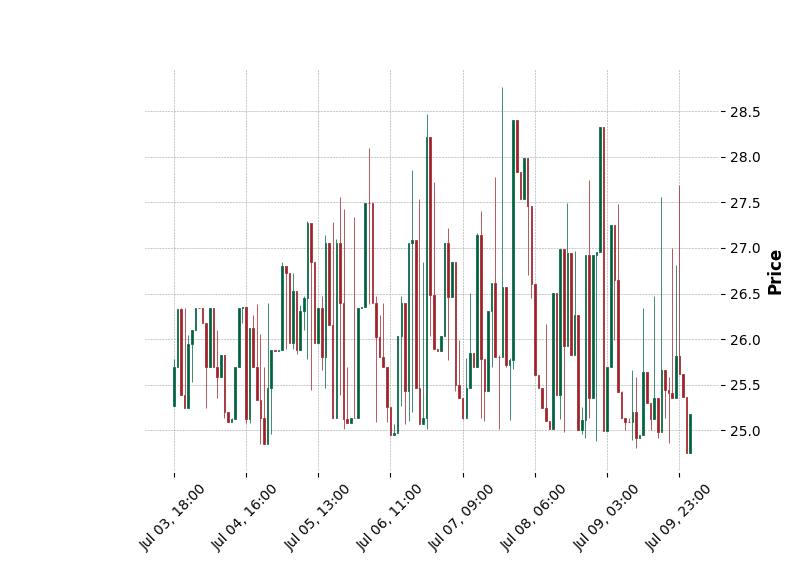 28.5
28.0
27.5
27.0
26.5
26.0
25.5
25.0
Price
Jul 03, 18:00
Jul 04, 16:00
Jul 05, 13:00
Jul 06, 11:00
Jul 07, 09:00
Jul 08, 06:00
Jul 09, 03:00
Jul 09, 23:00